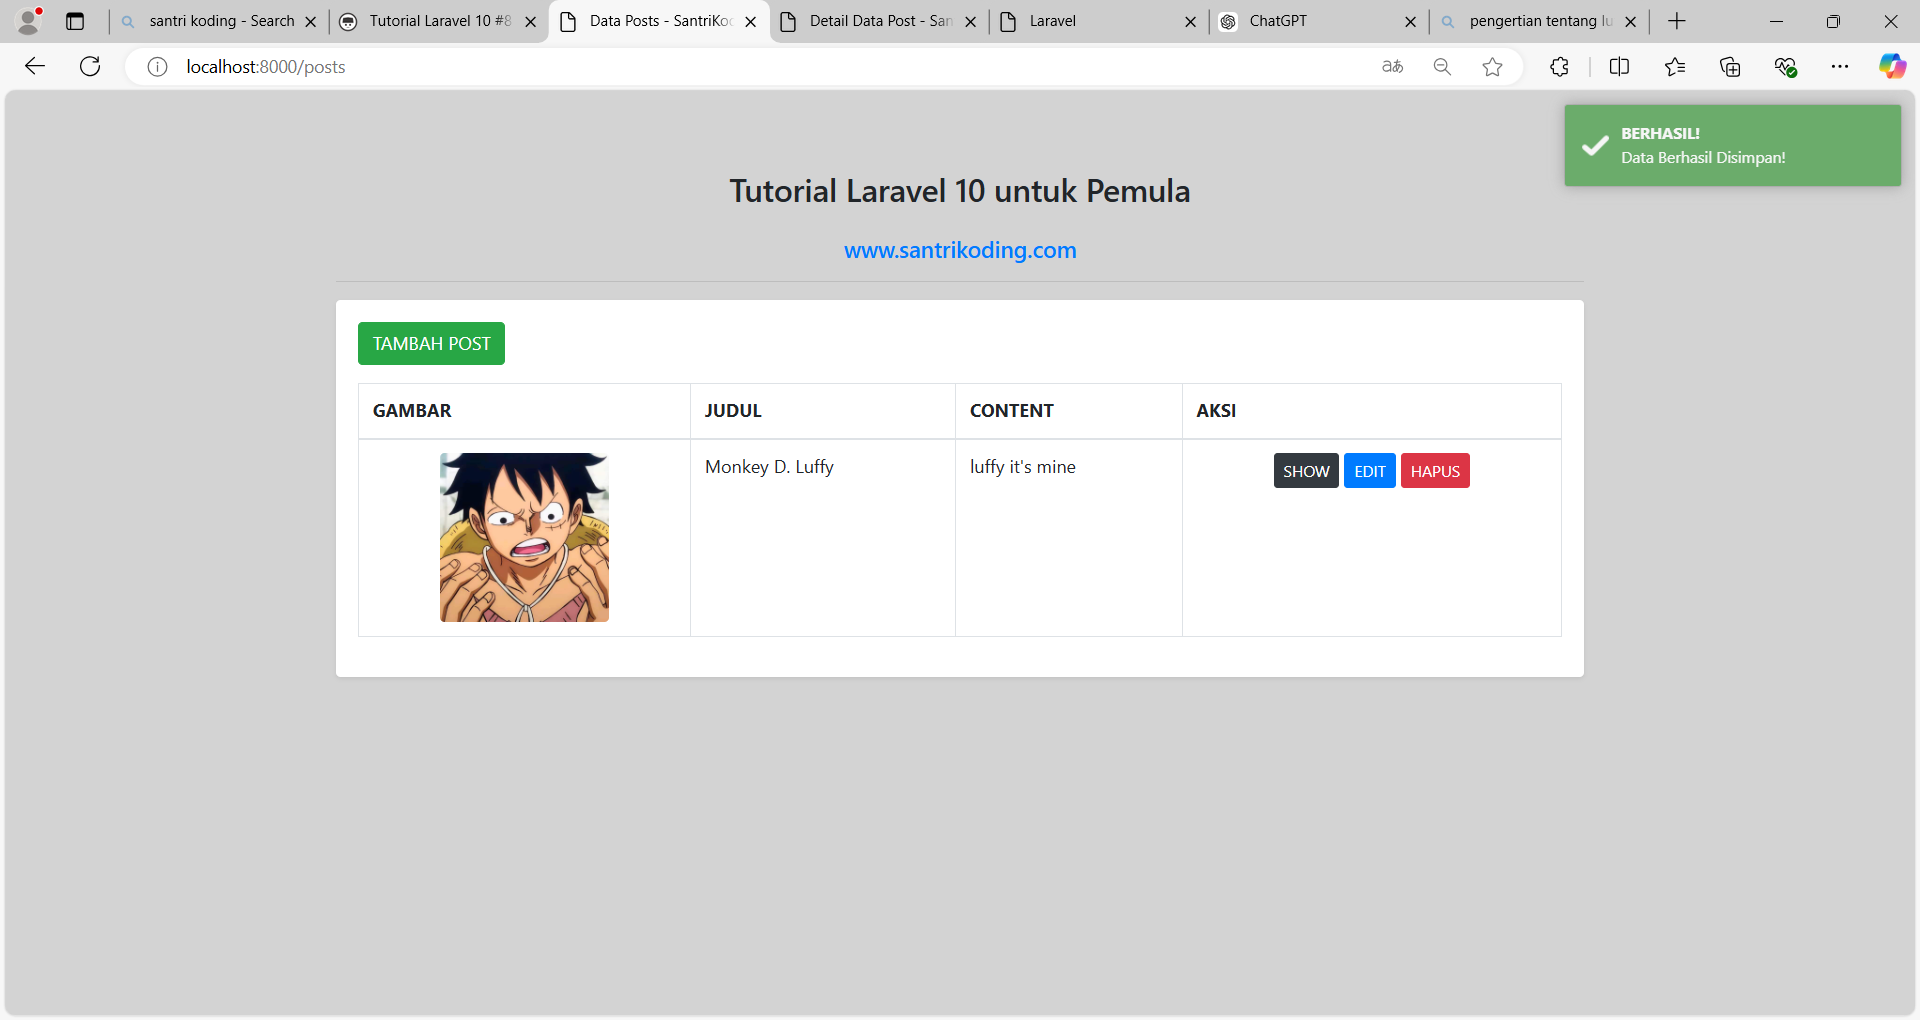 santri koding - Search
Tutorial Laravel 10 #8
Data Posts - SantriKo
Detail Data Post - San
Laravel
ChatGPT
pengertian tentang lu
localhost:8000/posts
aあ
BERHASIL!
Data Berhasil Disimpan!
Tutorial Laravel 10 untuk Pemula
www.santrikoding.com
TAMBAH POST
GAMBAR JUDUL CONTENT AKSI
Monkey D. Luffy luffy it's mine SHOW EDIT HAPUS